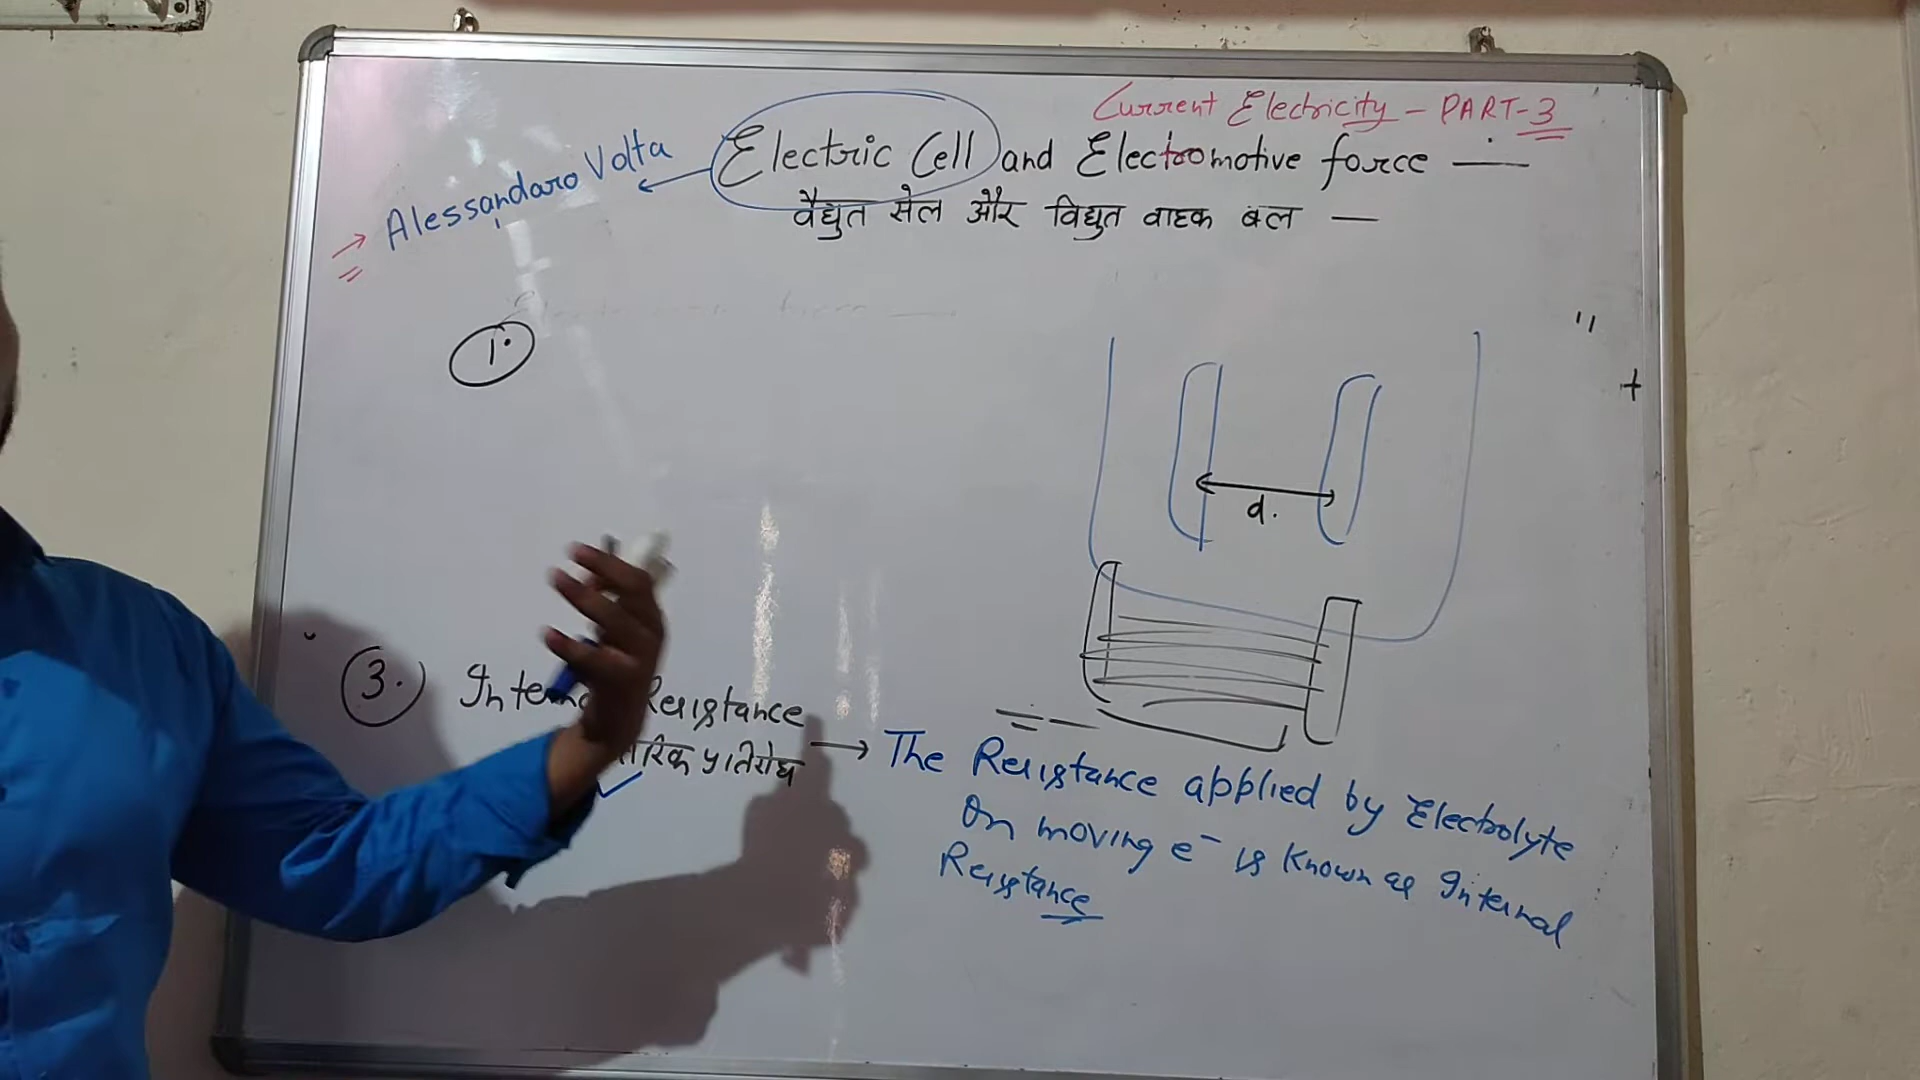 Current Electricity - PART-3
Electric Cell and Electromotive force —
Alessandaro Volta
वैद्युत सेल और विद्युत वाहक बल —
1.
+
d.
3. Resistance
प्रतिरोध
→ The Resistance applied by Electrolyte
on moving e⁻ is known as Internal
Resistance